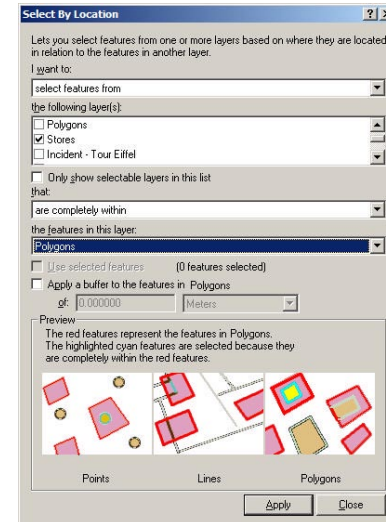 Select By Location
Lets you select features from one or more layers based on where they are located
in relation to the features in another layer.
I want to:
select features from
the following layer(s):
Polygons
Stores
Incident - Tour Eiffel
Only show selectable layers in this list
that:
are completely within
the features in this layer:
Polygons
Use selected features (0 features selected)
Apply a buffer to the features in Polygons
of: 0.000000 Meters
Preview
The red features represent the features in Polygons.
The highlighted cyan features are selected because they
are completely within the red features.
Points Lines Polygons
Apply Close